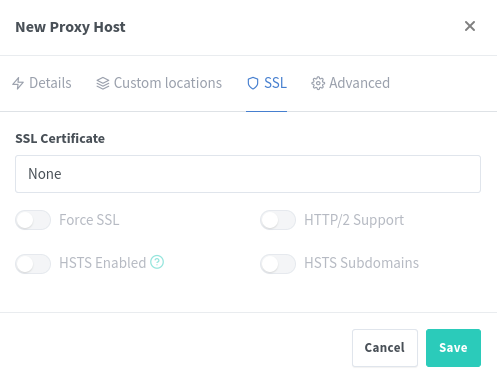 New Proxy Host
Details Custom locations SSL Advanced
SSL Certificate
None
Force SSL HTTP/2 Support
HSTS Enabled ? HSTS Subdomains
Cancel Save